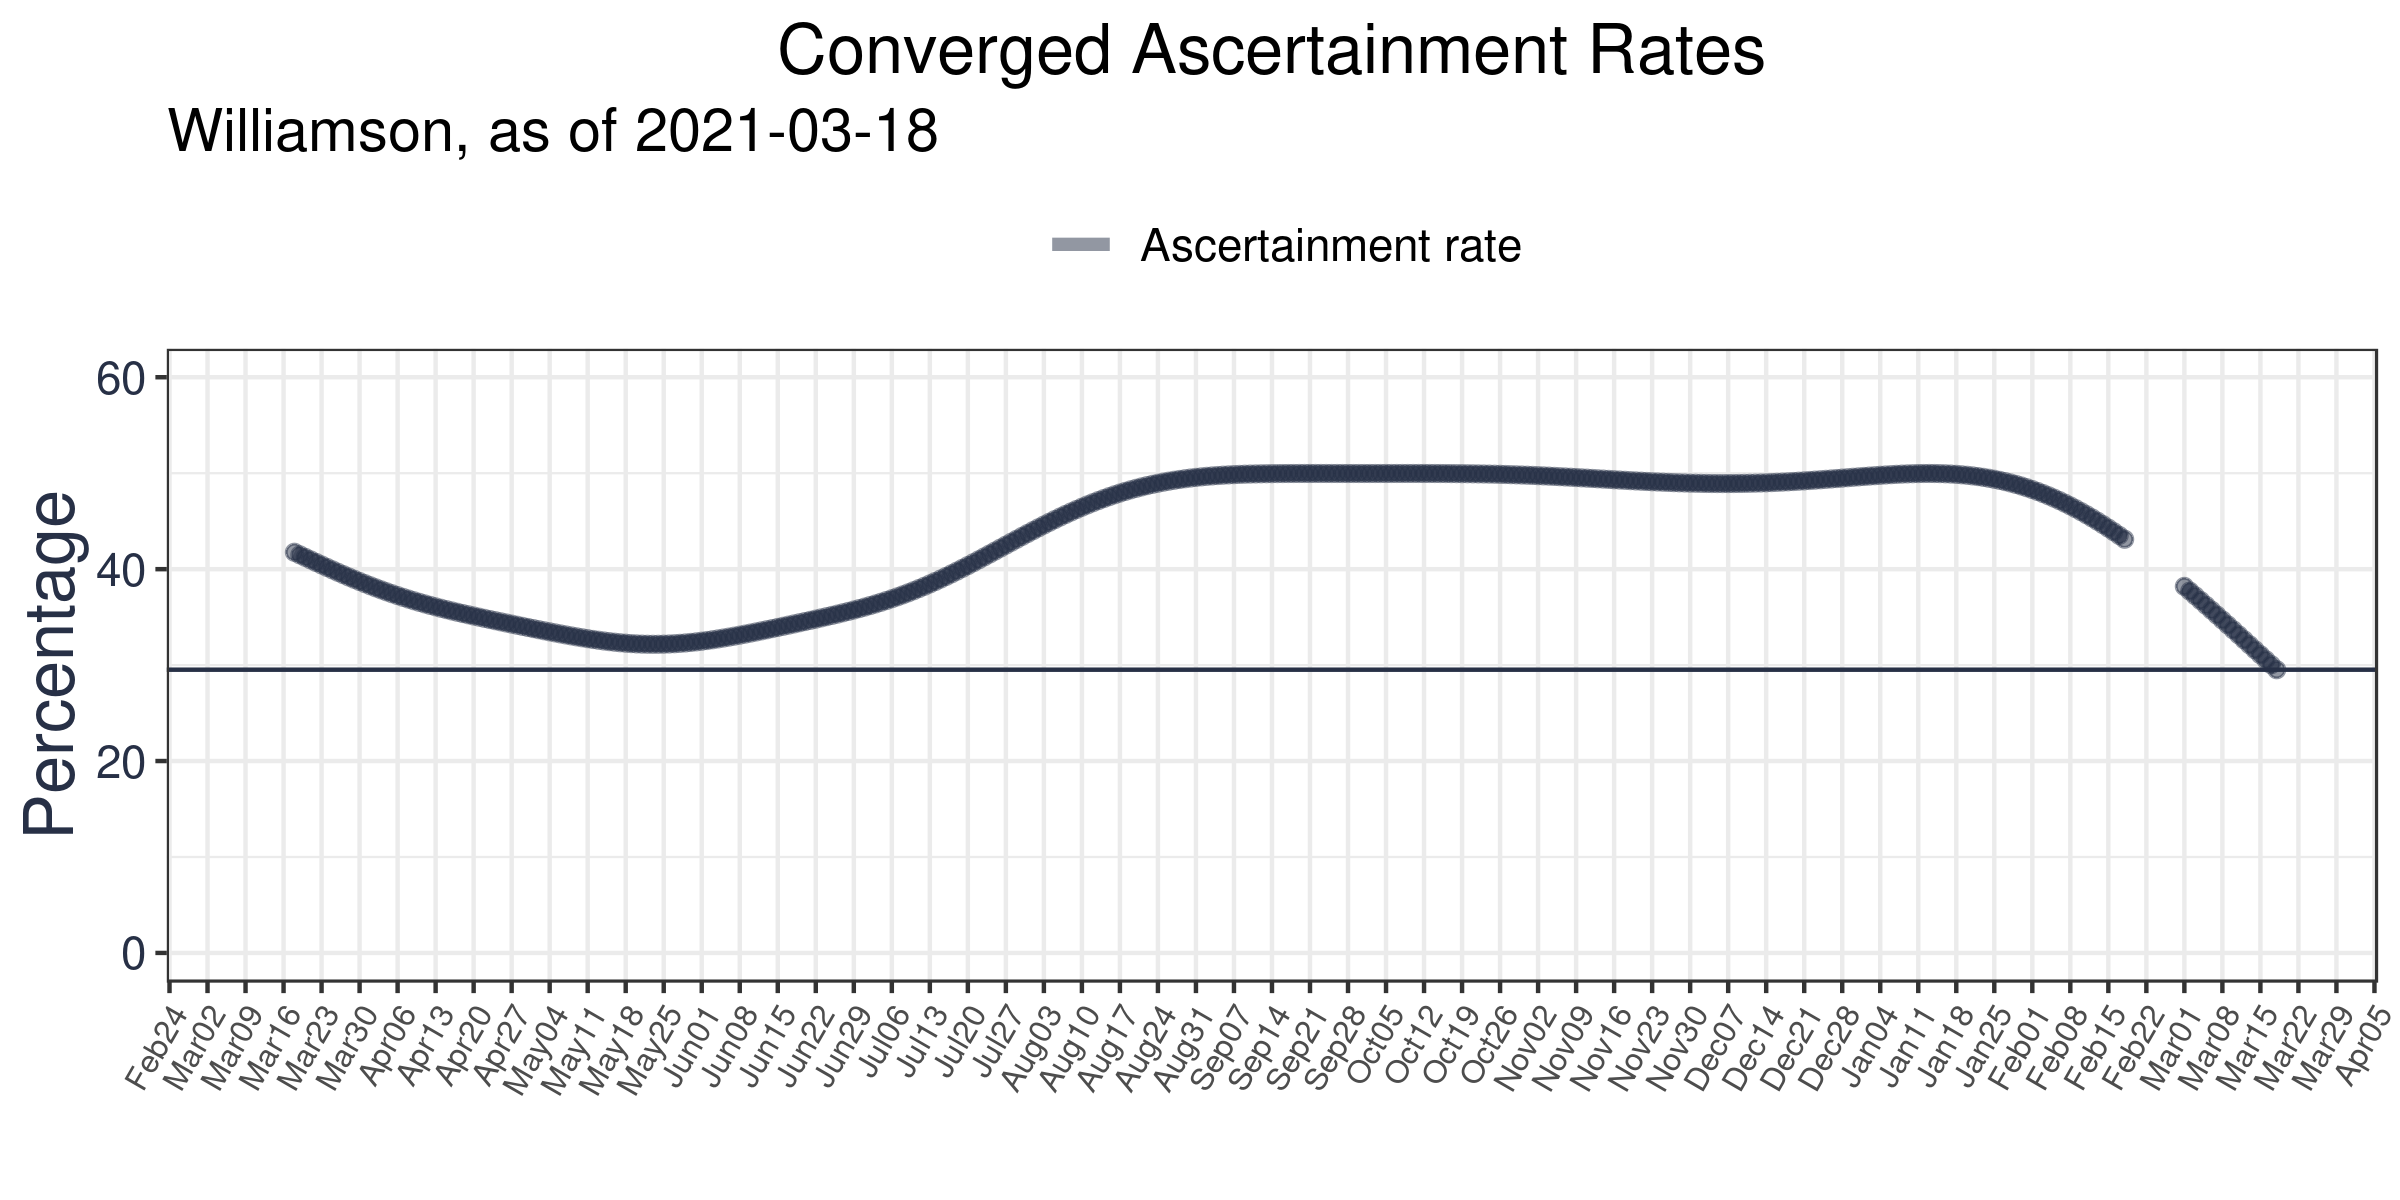 Converged Ascertainment Rates
Williamson, as of 2021-03-18
Ascertainment rate
Percentage
60
40
20
0
Feb24 Mar02 Mar09 Mar16 Mar23 Mar30 Apr06 Apr13 Apr20 Apr27 May04 May11 May18 May25 Jun01 Jun08 Jun15 Jun22 Jun29 Jul06 Jul13 Jul20 Jul27 Aug03 Aug10 Aug17 Aug24 Aug31 Sep07 Sep14 Sep21 Sep28 Oct05 Oct12 Oct19 Oct26 Nov02 Nov09 Nov16 Nov23 Nov30 Dec07 Dec14 Dec21 Dec28 Jan04 Jan11 Jan18 Jan25 Feb01 Feb08 Feb15 Feb22 Mar01 Mar08 Mar15 Mar22 Mar29 Apr05